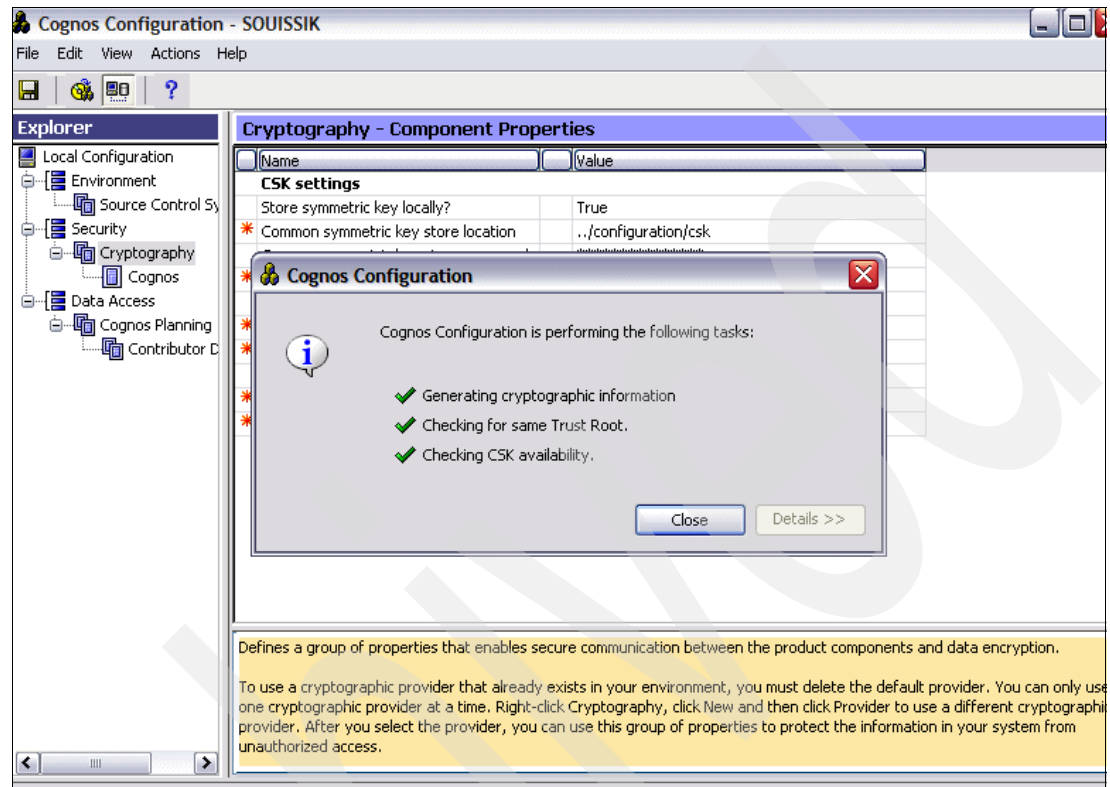 Cognos Configuration - SOUISSIK
File Edit View Actions Help
?
Explorer
Local Configuration
Environment
Source Control Sy
Security
Cryptography
Cognos
Data Access
Cognos Planning
Contributor D
Cryptography - Component Properties
Name Value
CSK settings
Store symmetric key locally? True
* Common symmetric key store location ../configuration/csk
Cognos Configuration
Cognos Configuration is performing the following tasks:
Generating cryptographic information
Checking for same Trust Root.
Checking CSK availability.
Close Details >>
Defines a group of properties that enables secure communication between the product components and data encryption.
To use a cryptographic provider that already exists in your environment, you must delete the default provider. You can only use
one cryptographic provider at a time. Right-click Cryptography, click New and then click Provider to use a different cryptographi
provider. After you select the provider, you can use this group of properties to protect the information in your system from
unauthorized access.